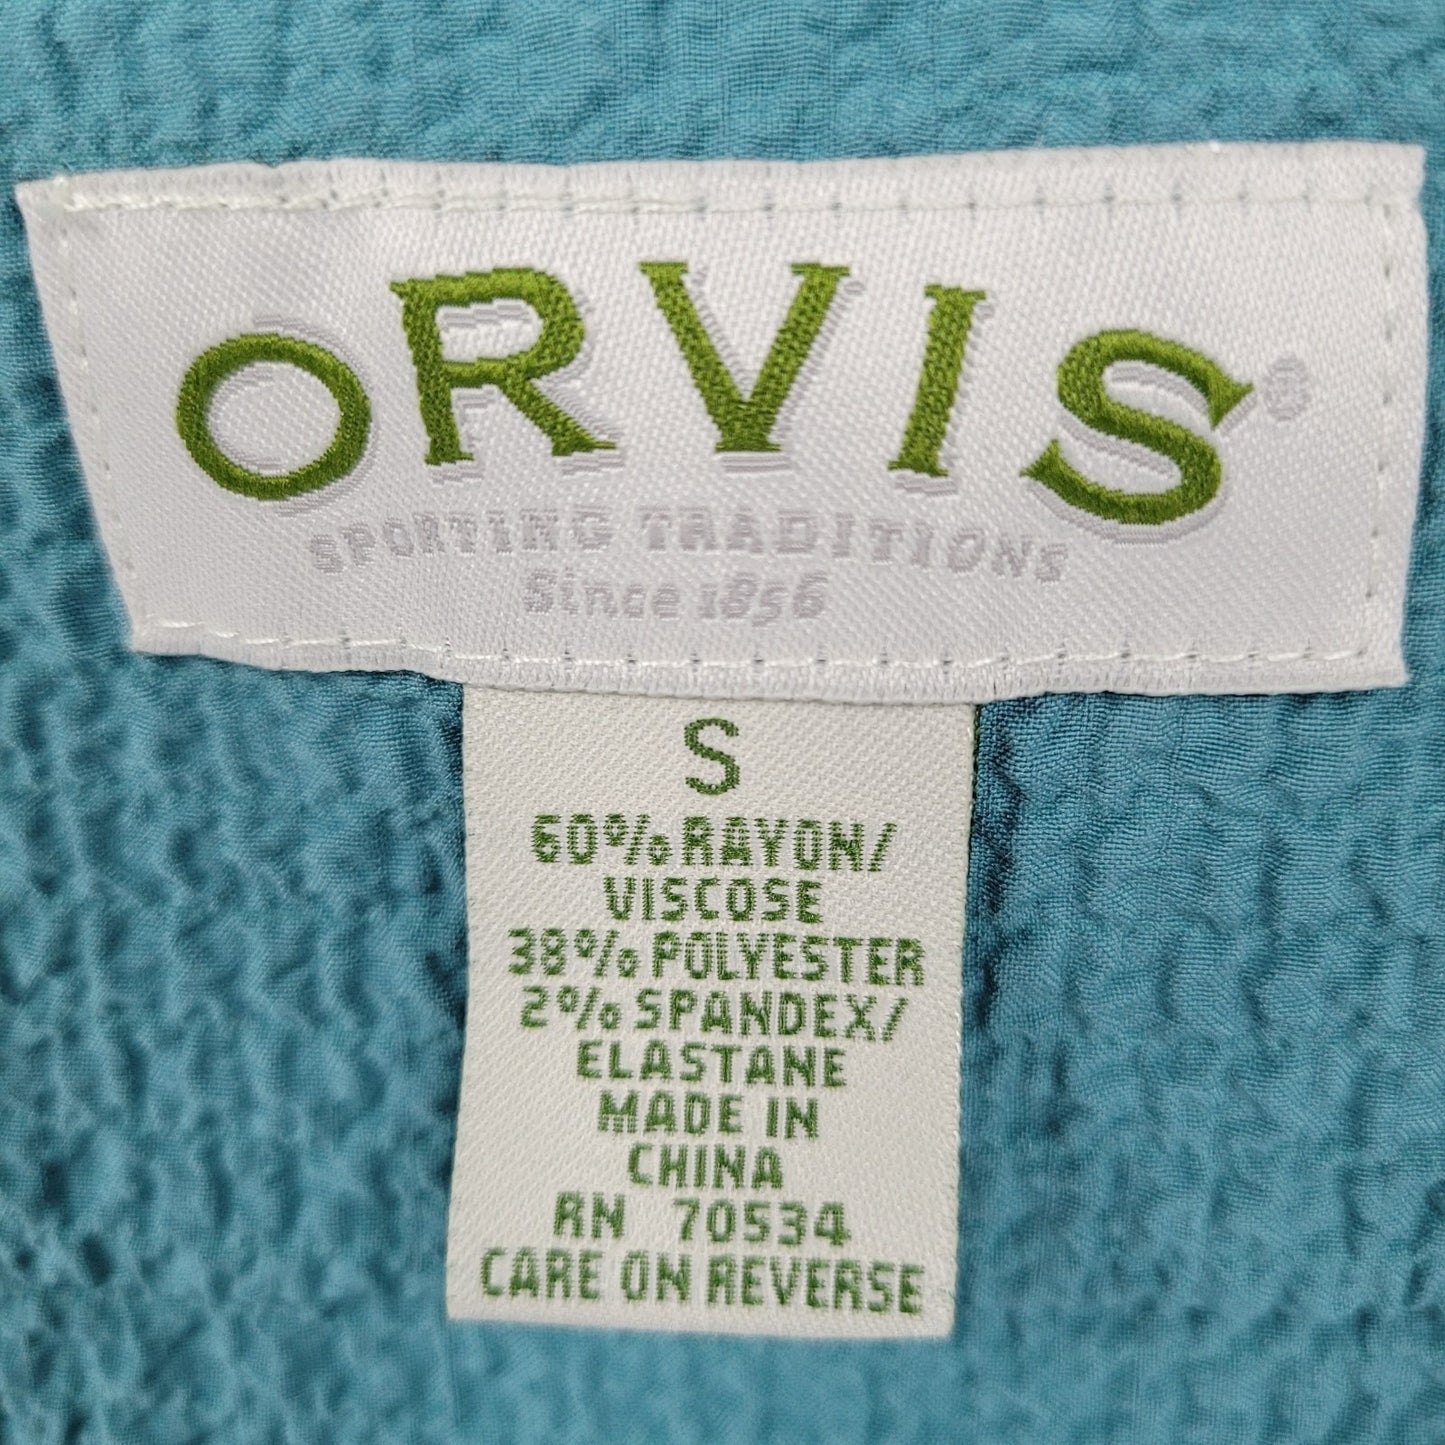 ORVIS®
SPORTING TRADITIONS
Since 1856
S
60% RAYON/
VISCOSE
38% POLYESTER
2% SPANDEX/
ELASTANE
MADE IN
CHINA
RN 70534
CARE ON REVERSE